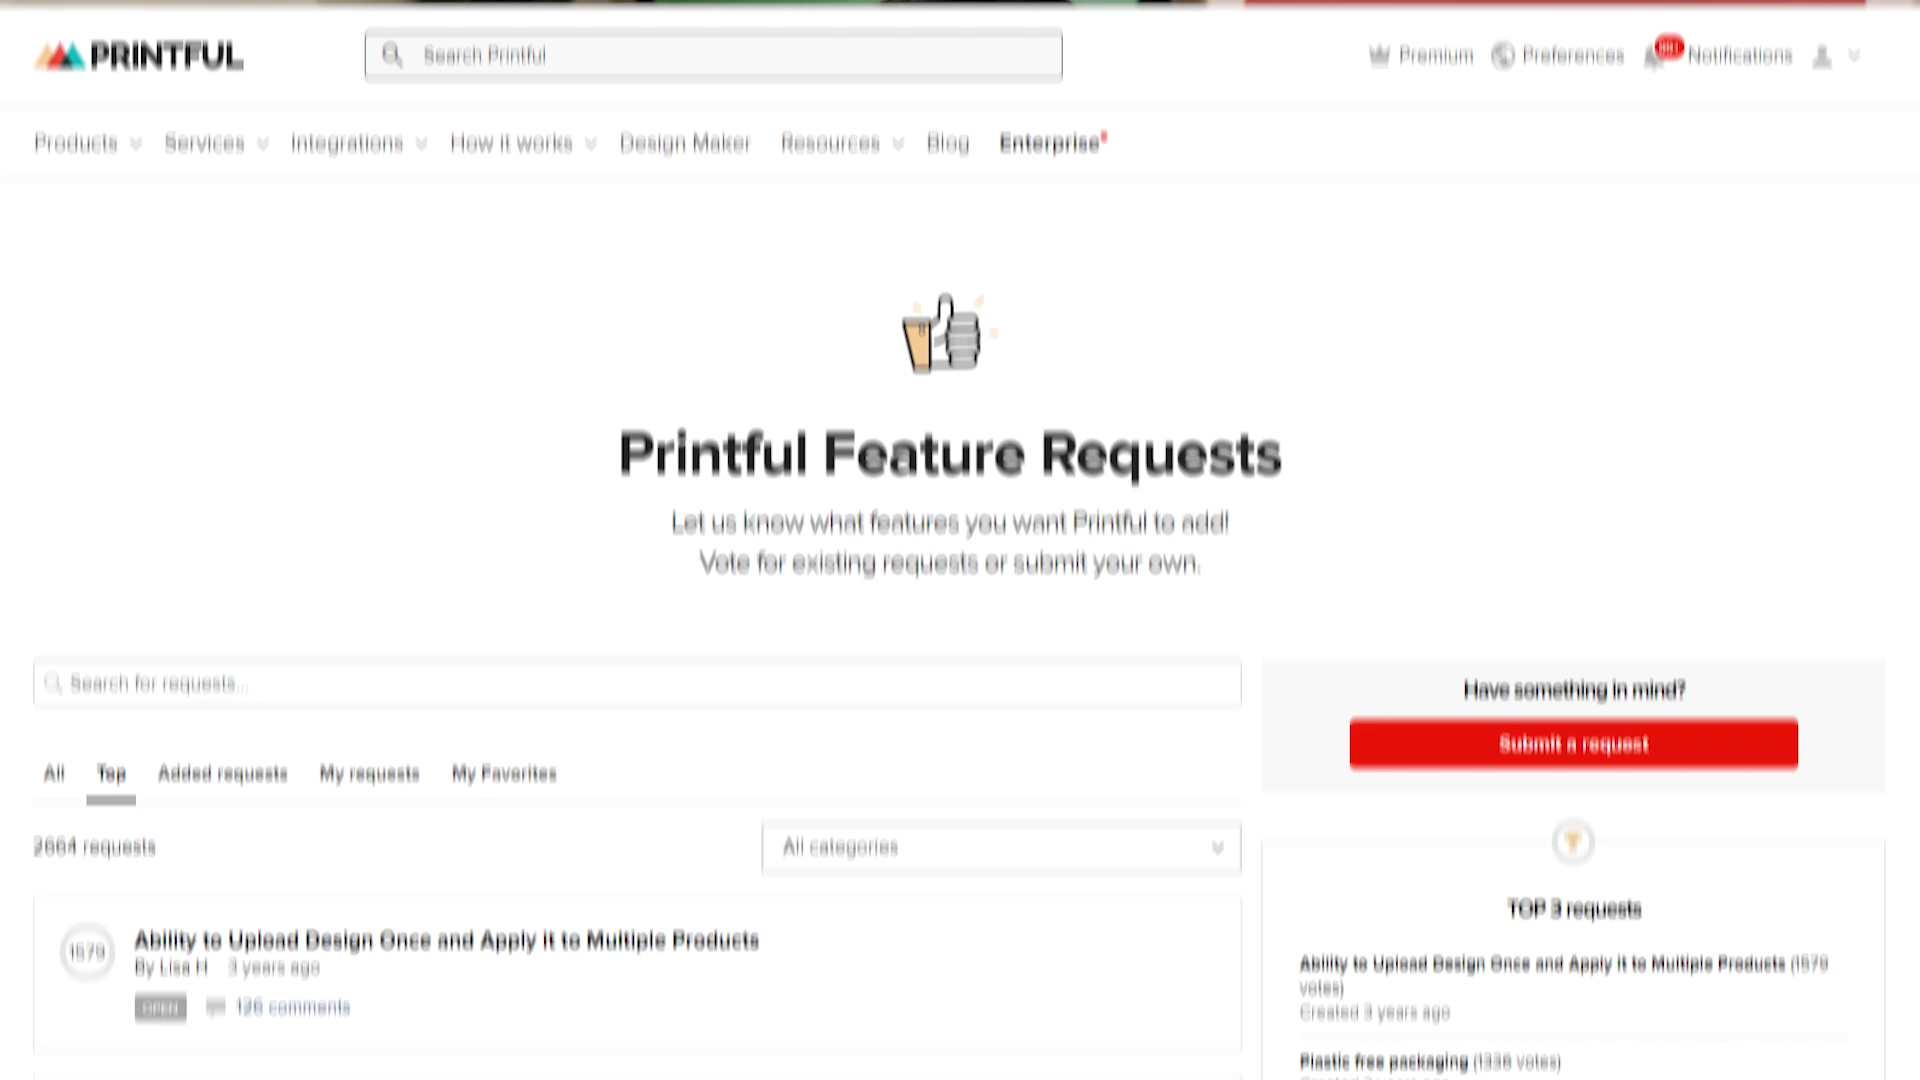 PRINTFUL
Search Printful
Premium
Preferences
Notifications
Products
Services
Integrations
How it works
Design Maker
Resources
Blog
Enterprise
Printful Feature Requests
Let us know what features you want Printful to add!
Vote for existing requests or submit your own.
Search for requests...
Have something in mind?
Submit a request
All
Top
Added requests
My requests
My Favorites
2664 requests
All categories
TOP 3 requests
1579
Ability to Upload Design Once and Apply it to Multiple Products
By Lisa H 3 years ago
OPEN
126 comments
Ability to Upload Design Once and Apply it to Multiple Products (1579
votes)
Created 3 years ago
Plastic free packaging (1336 votes)